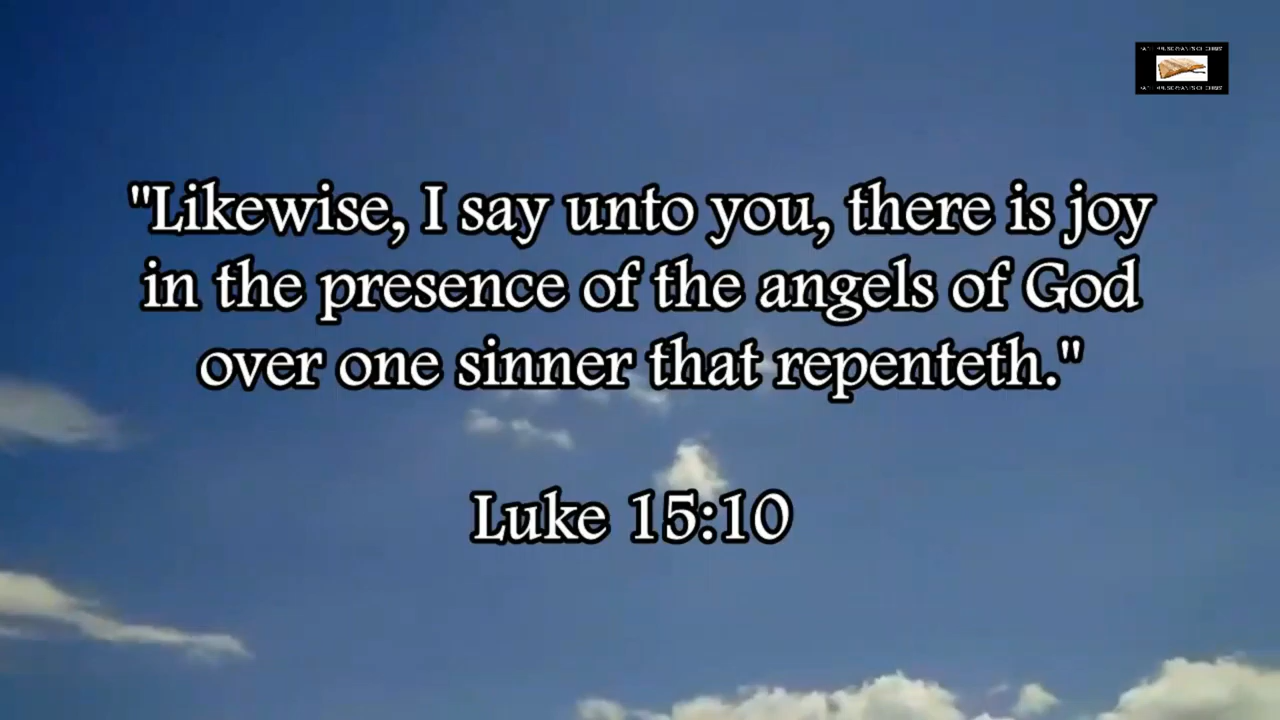 "Likewise, I say unto you, there is joy
in the presence of the angels of God
over one sinner that repenteth."
Luke 15:10